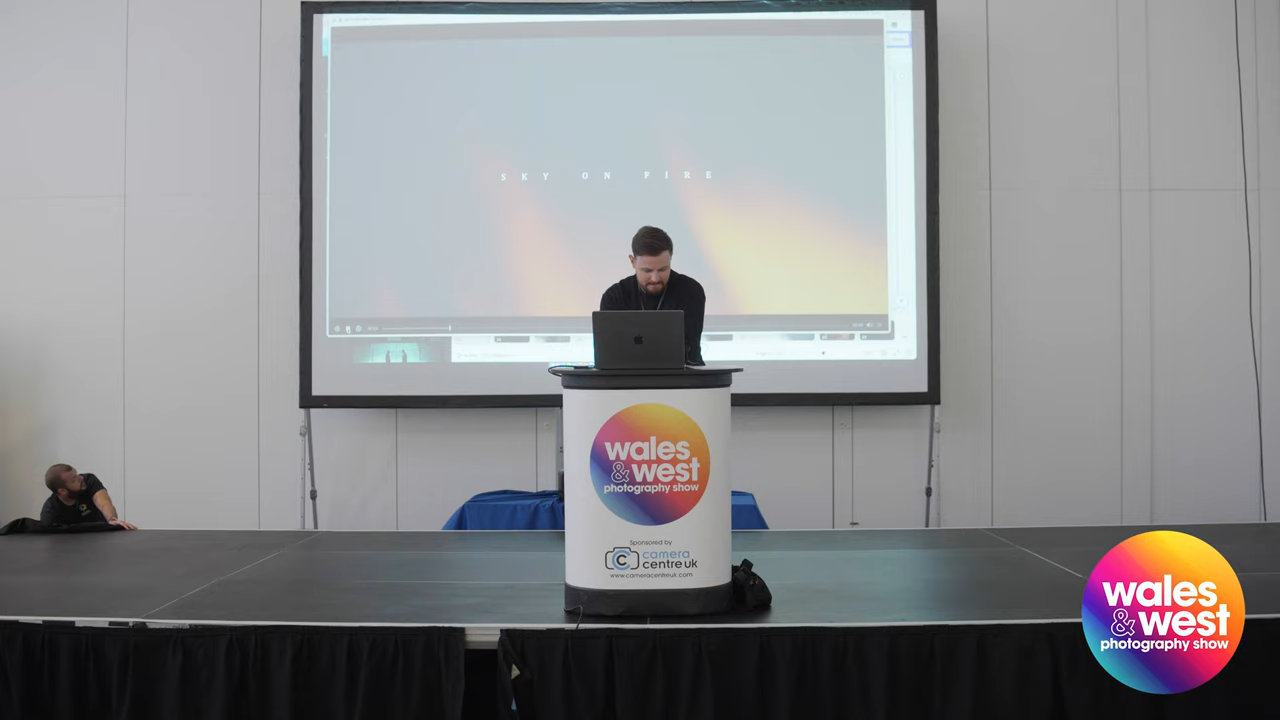 SKY ON FIRE
wales
& west
photography show
Sponsored by
camera
centre uk
www.cameracentreuk.com
wales
& west
photography show